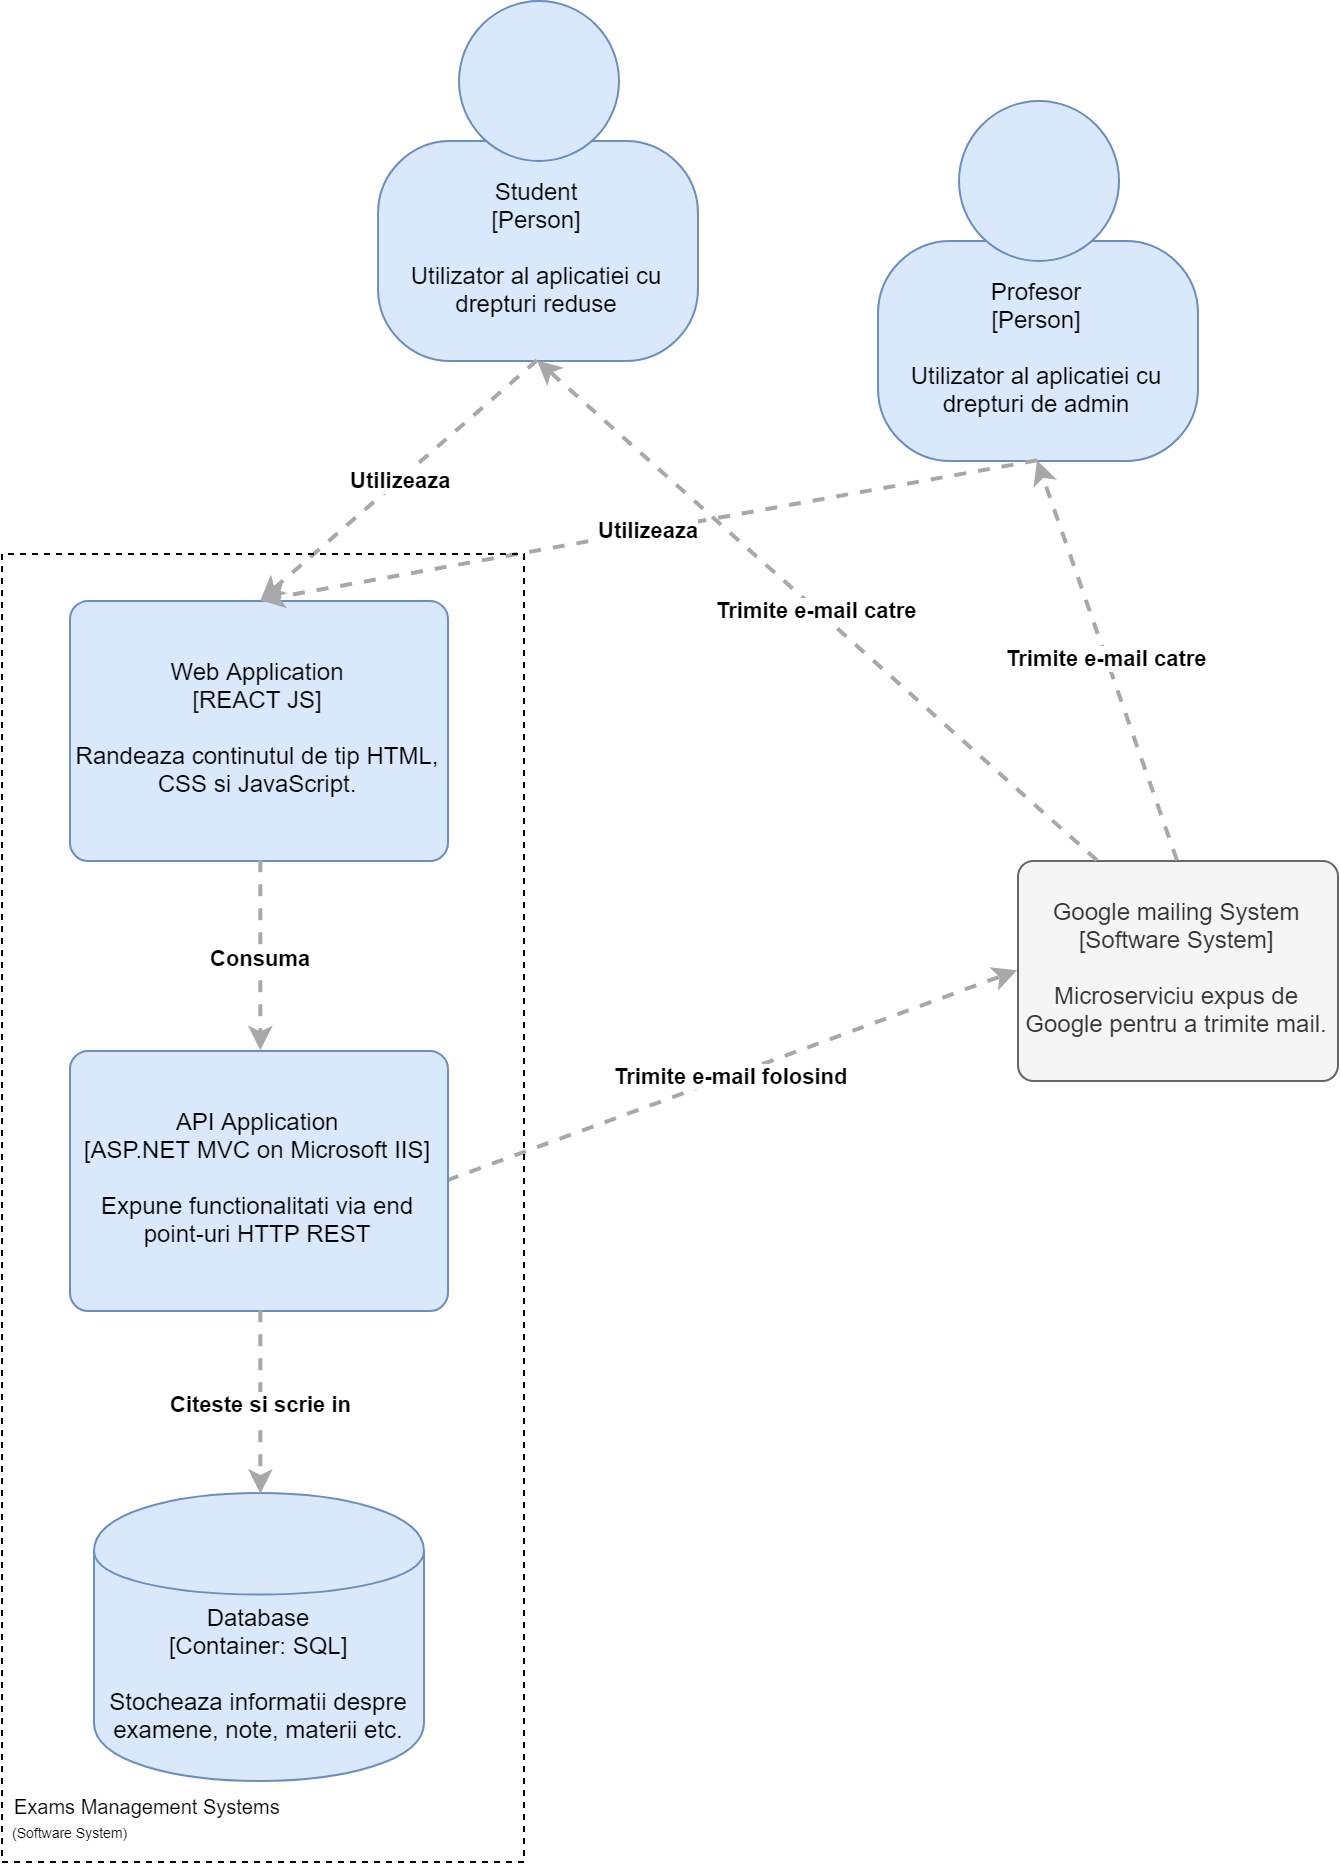 Student
[Person]
Utilizator al aplicatiei cu
drepturi reduse
Profesor
[Person]
Utilizator al aplicatiei cu
drepturi de admin
Utilizeaza
Utilizeaza
Trimite e-mail catre
Trimite e-mail catre
Web Application
[REACT JS]
Randeaza continutul de tip HTML,
CSS si JavaScript.
Google mailing System
[Software System]
Microserviciu expus de
Google pentru a trimite mail.
Consuma
Trimite e-mail folosind
API Application
[ASP.NET MVC on Microsoft IIS]
Expune functionalitati via end
point-uri HTTP REST
Citeste si scrie in
Database
[Container: SQL]
Stocheaza informatii despre
examene, note, materii etc.
Exams Management Systems
(Software System)